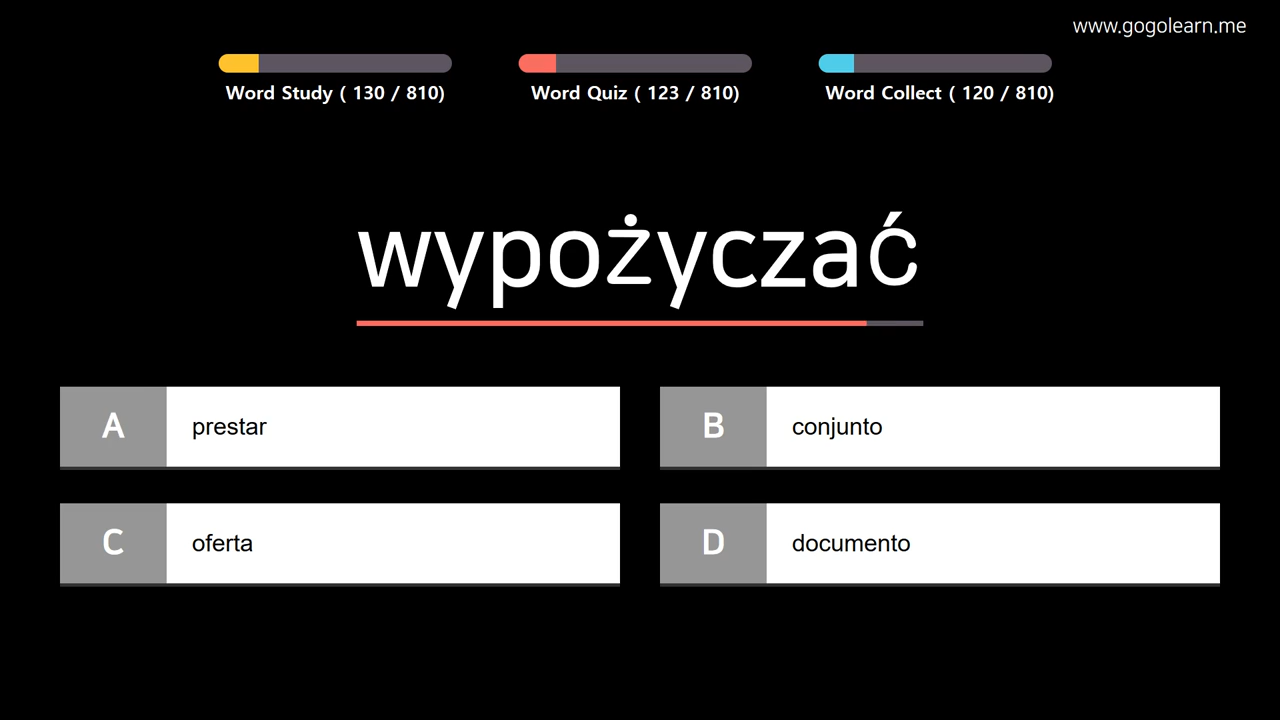 www.gogolearn.me
Word Study ( 130 / 810)
Word Quiz ( 123 / 810)
Word Collect ( 120 / 810)
wypożyczać
A prestar
B conjunto
C oferta
D documento